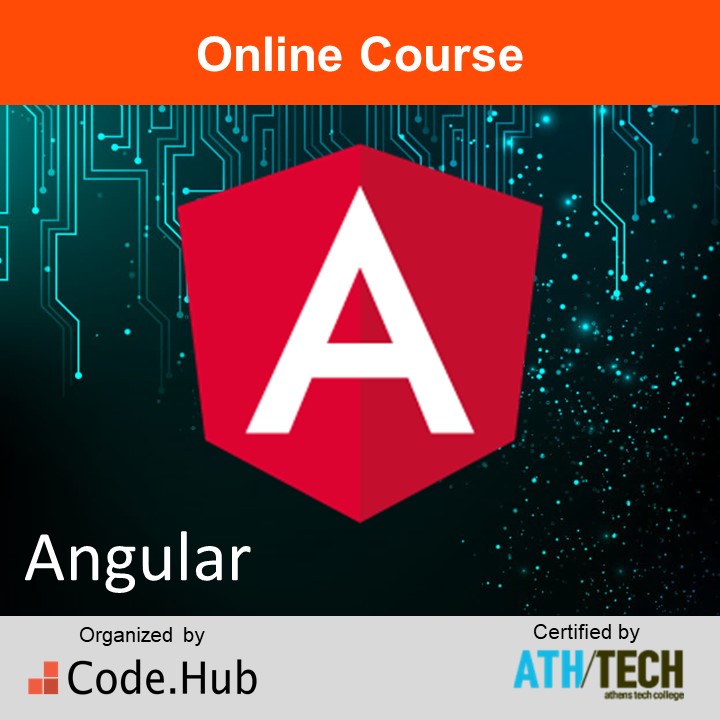 Online Course
A
Angular
Organized by
Code.Hub
Certified by
ATH/TECH
athens tech college